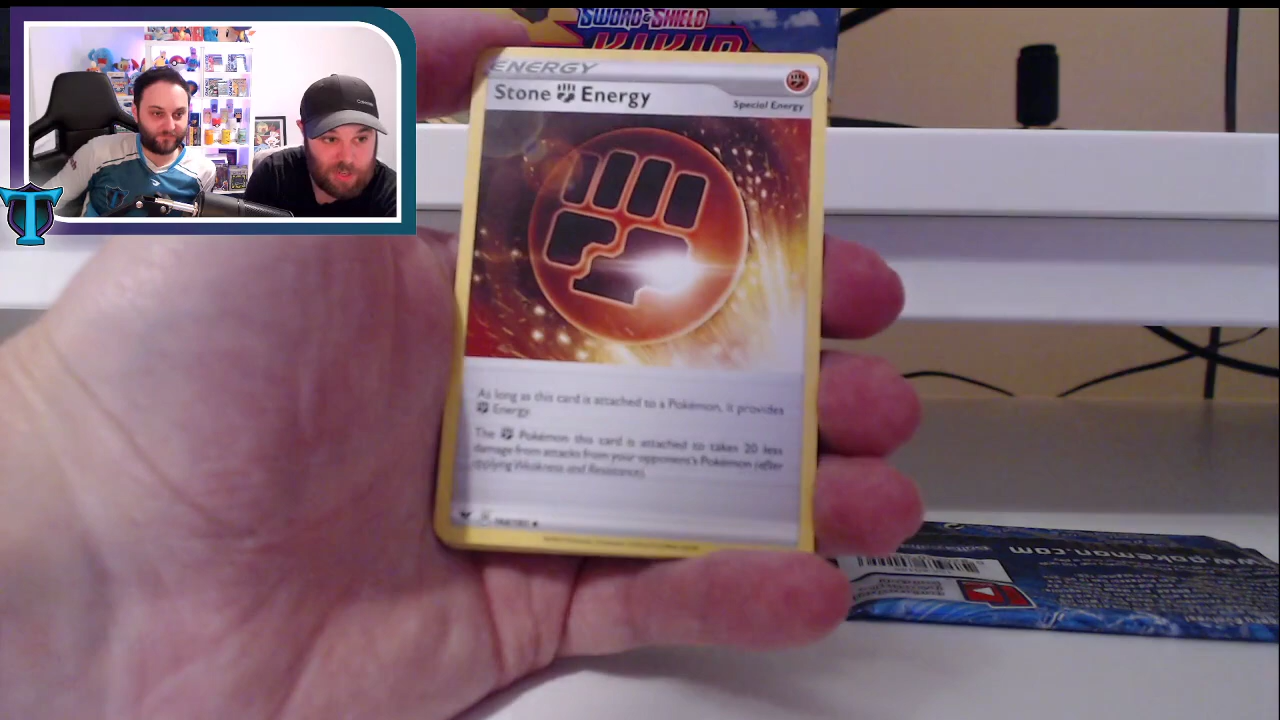 SWORD & SHIELD
ENERGY
Stone Energy
Special Energy
As long as this card is attached to a Pokémon, it provides
Energy.
The Pokémon this card is attached to takes 20 less
damage from attacks from your opponent's Pokémon (after
applying Weakness and Resistance).
www.pokemon.com
T